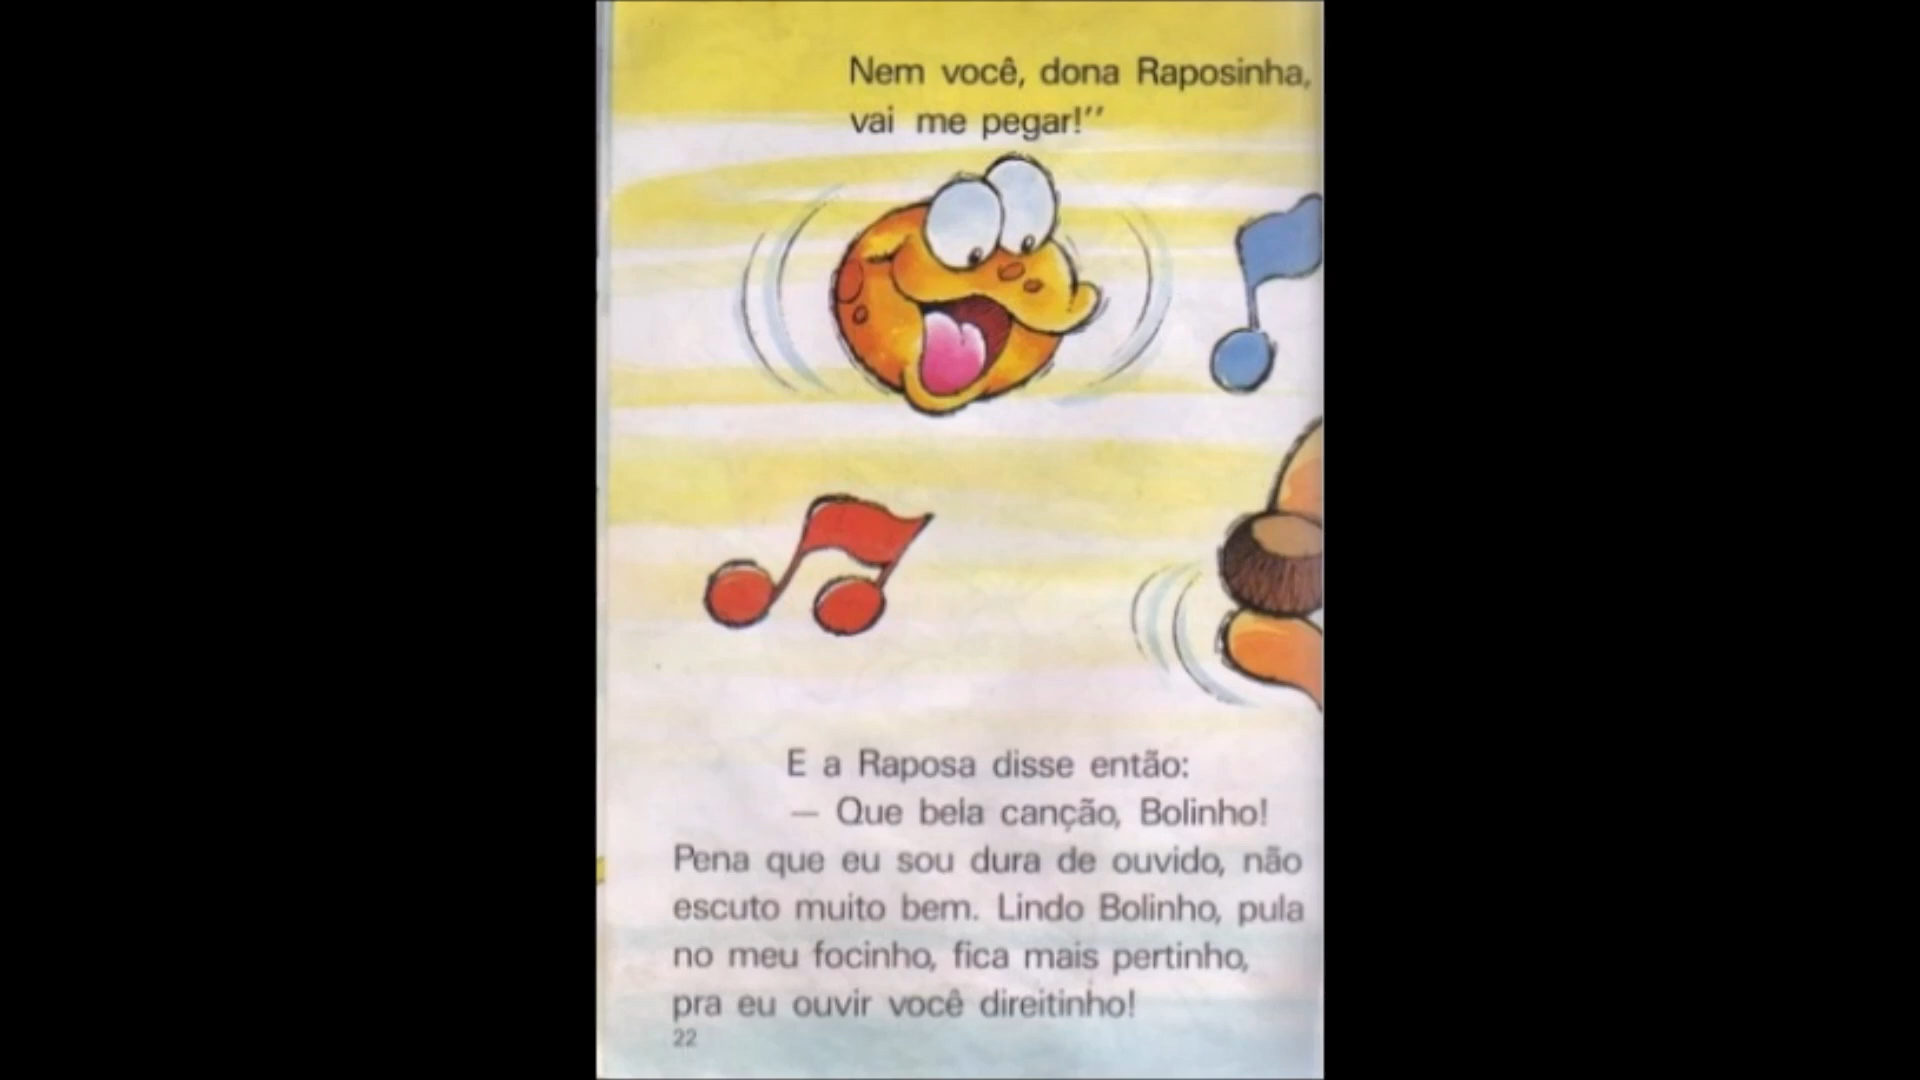 Nem você, dona Raposinha,
vai me pegar!”
E a Raposa disse então:
— Que bela canção, Bolinho!
Pena que eu sou dura de ouvido, não
escuto muito bem. Lindo Bolinho, pula
no meu focinho, fica mais pertinho,
pra eu ouvir você direitinho!
22